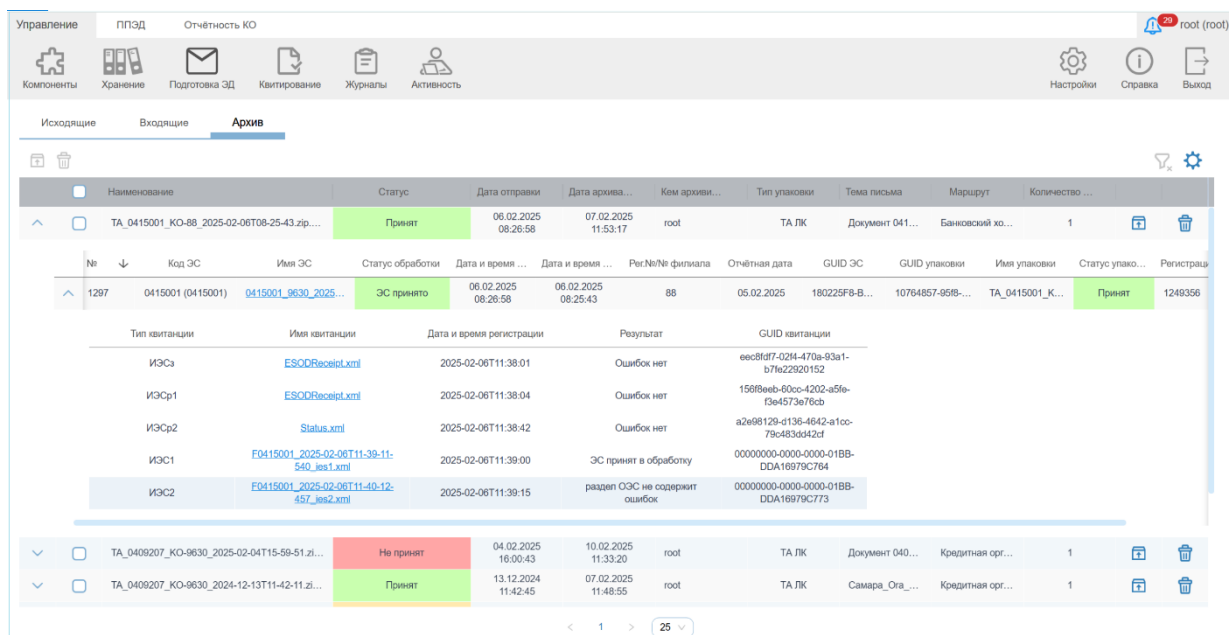 Управление ППЭД Отчётность КО 29 root (root)
Компоненты Хранение Подготовка ЭД Квитирование Журналы Активность Настройки Справка Выход
Исходящие Входящие Архив
Наименование Статус Дата отправки Дата архива... Кем архиви... Тип упаковки Тема письма Маршрут Количество ...
TA_0415001_KO-88_2025-02-06T08-25-43.zip.... Принят 06.02.2025 08:26:58 07.02.2025 11:53:17 root ТА ЛК Документ 041... Банковский хо... 1
№ Код ЭС Имя ЭС Статус обработки Дата и время ... Дата и время ... Рег.№/№ филиала Отчётная дата GUID ЭС GUID упаковки Имя упаковки Статус упако... Регистраци
1297 0415001 (0415001) 0415001_9630_2025... ЭС принято 06.02.2025 08:26:58 06.02.2025 08:25:43 88 05.02.2025 180225F8-B... 10764857-95f8-... TA_0415001_K... Принят 1249356
Тип квитанции Имя квитанции Дата и время регистрации Результат GUID квитанции
ИЭСз ESODReceipt.xml 2025-02-06T11:38:01 Ошибок нет eec8fdf7-02f4-470a-93a1-b7fe22920152
ИЭСр1 ESODReceipt.xml 2025-02-06T11:38:04 Ошибок нет 156f8eeb-60cc-4202-a5fe-f3e4573e76cb
ИЭСр2 Status.xml 2025-02-06T11:38:42 Ошибок нет a2e98129-d136-4642-a1cc-79c483dd42cf
ИЭС1 F0415001_2025-02-06T11-39-11-540_ies1.xml 2025-02-06T11:39:00 ЭС принят в обработку 00000000-0000-0000-01BB-DDA16979C764
ИЭС2 F0415001_2025-02-06T11-40-12-457_ies2.xml 2025-02-06T11:39:15 раздел ОЭС не содержит ошибок 00000000-0000-0000-01BB-DDA16979C773
TA_0409207_KO-9630_2025-02-04T15-59-51.zi... Не принят 04.02.2025 16:00:43 10.02.2025 11:33:20 root ТА ЛК Документ 040... Кредитная орг... 1
TA_0409207_KO-9630_2024-12-13T11-42-11.zi... Принят 13.12.2024 11:42:45 07.02.2025 11:48:55 root ТА ЛК Самара_Ora_... Кредитная орг... 1
< 1 > 25